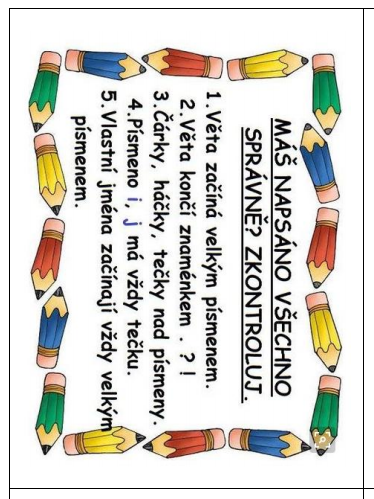 MÁŠ NAPSÁNO VŠECHNO
SPRÁVNĚ? ZKONTROLUJ.
1. Věta začíná velkým písmenem.
2. Věta končí znaménkem . ? !
3. Čárky, háčky, tečky nad písmeny.
4. Písmeno i, j má vždy tečku.
5. Vlastní jména začínají vždy velkým
písmenem.